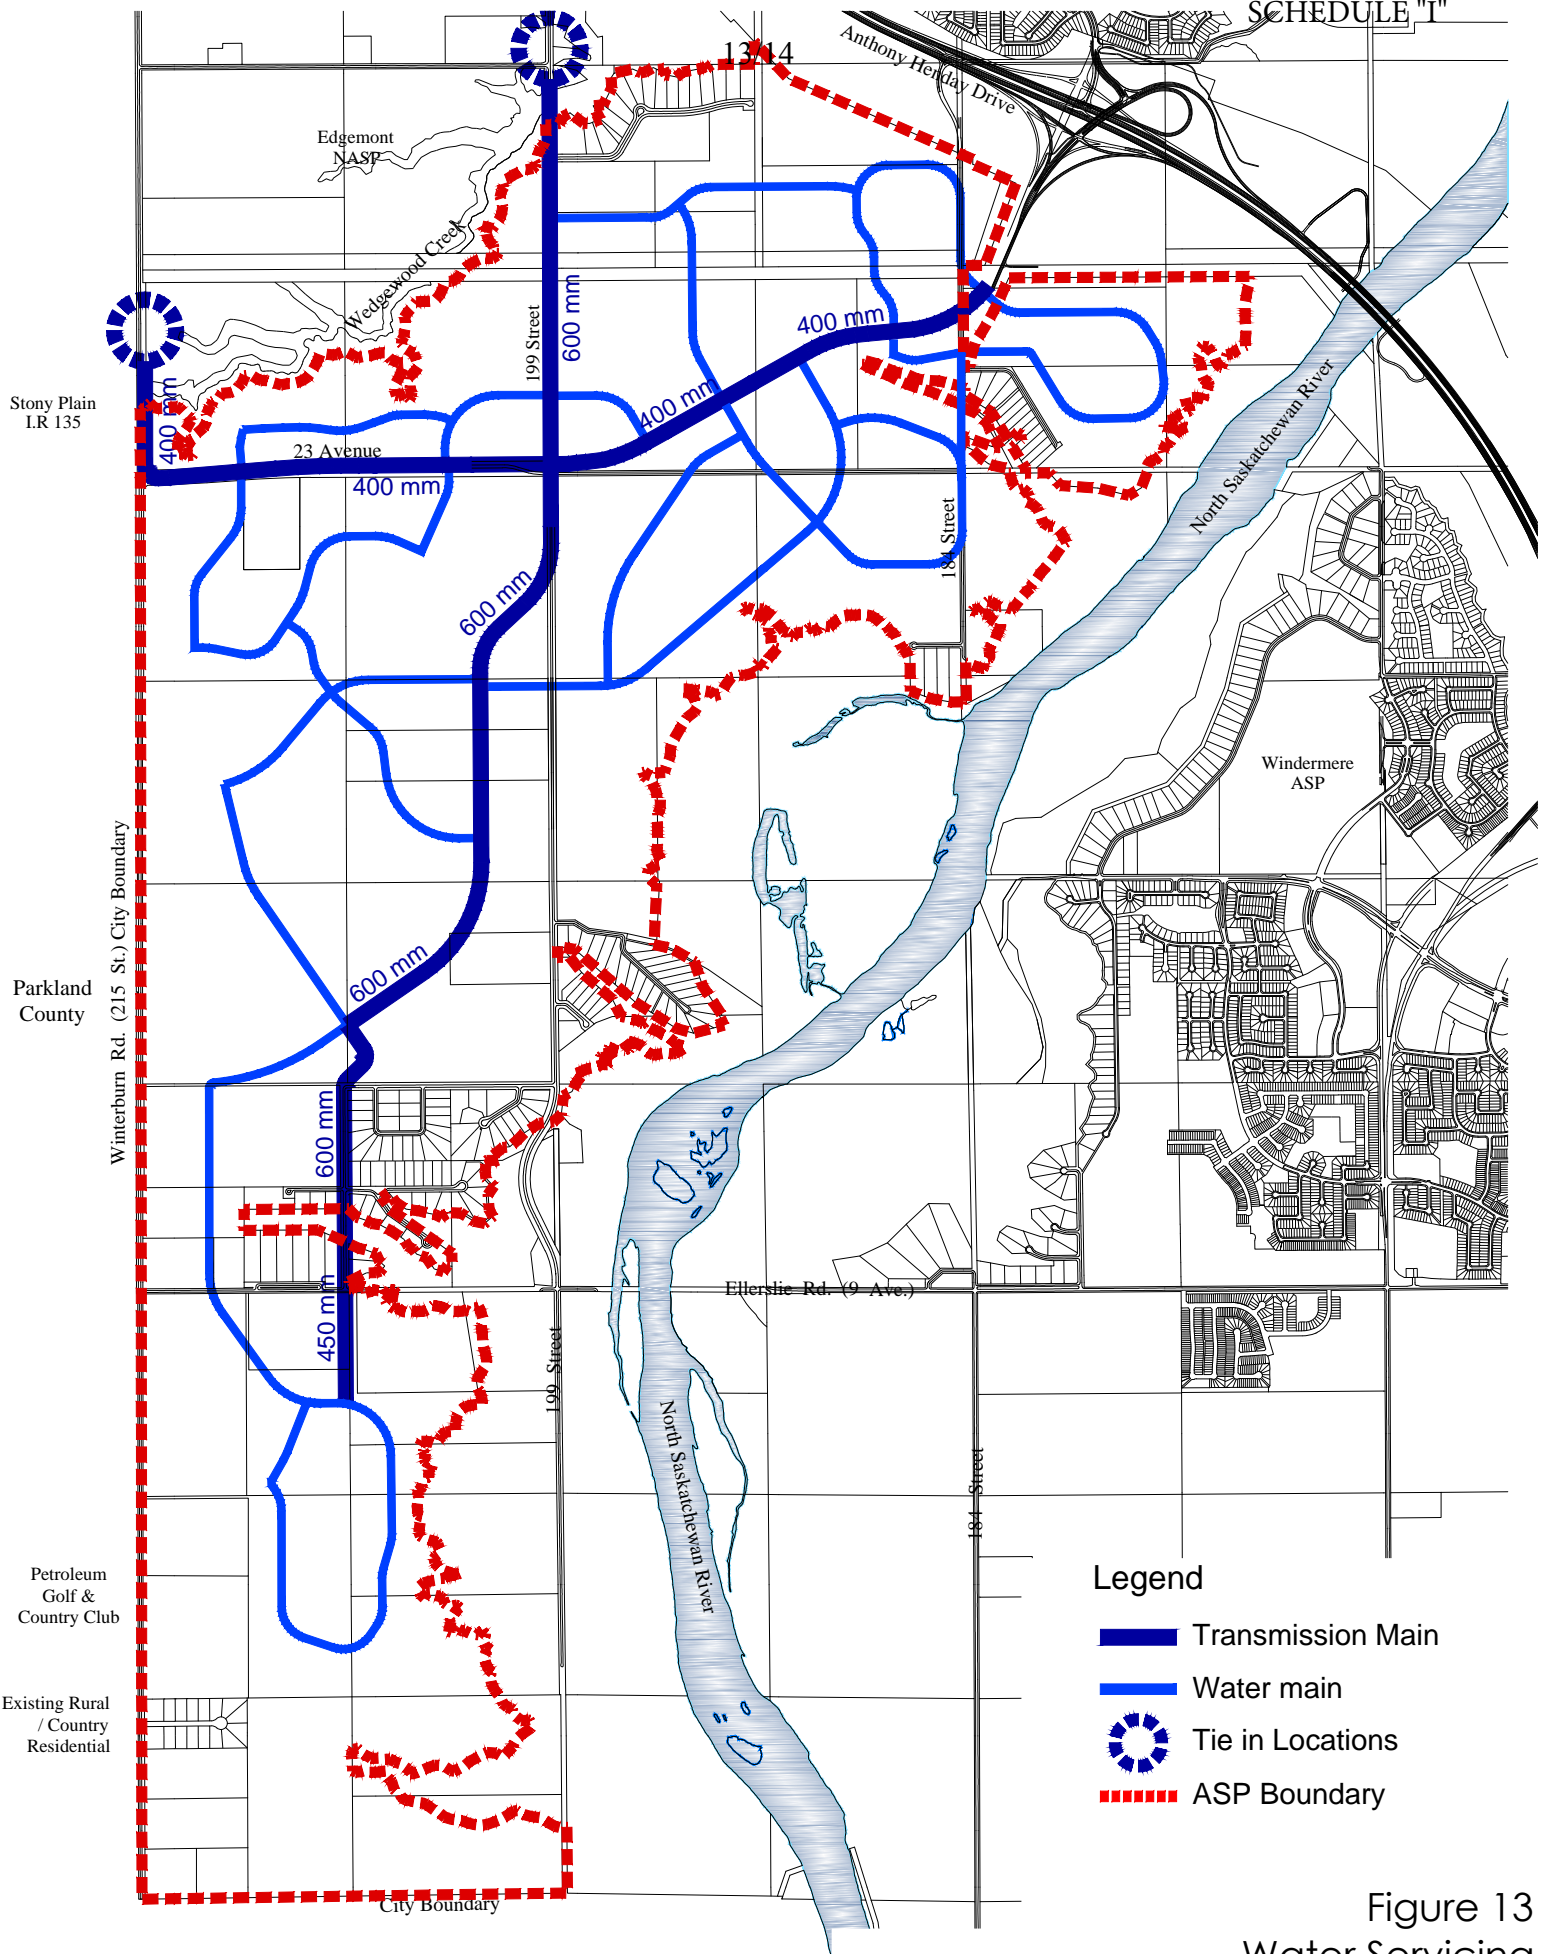 SCHEDULE "I"
13/14
Anthony Henday Drive
Edgemont
NASP
Wedgewood Creek
199 Street
600 mm
400 mm
400 mm
400 mm
Stony Plain
I.R 135
23 Avenue
400 mm
184 Street
North Saskatchewan River
600 mm
Windermere
ASP
Winterburn Rd. (215 St.) City Boundary
Parkland
County
600 mm
600 mm
450 mm
Ellerslie Rd. (9 Ave.)
199 Street
North Saskatchewan River
184 Street
Petroleum
Golf &
Country Club
Existing Rural
/ Country
Residential
City Boundary
Legend
Transmission Main
Water main
Tie in Locations
ASP Boundary
Figure 13
Water Servicing